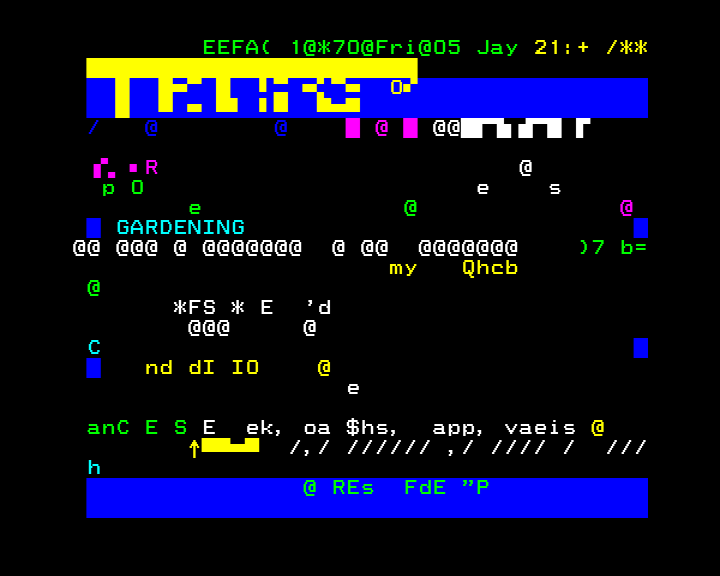 EEFA( 1@*70@Fri@05 Jay 21:+ /**
O
/ @ @ @ @@
R @
p O e s
e @ @
GARDENING
@@ @@@ @ @@@@@@@ @ @@ @@@@@@@ )7 b=
my Qhcb
@
*FS * E 'd
@@@ @
C
nd dI IO @
e
anC E S E ek, oa $hs, app, vaeis @
↑ /,/ ////// ,/ //// / ///
h
@ REs FdE "P